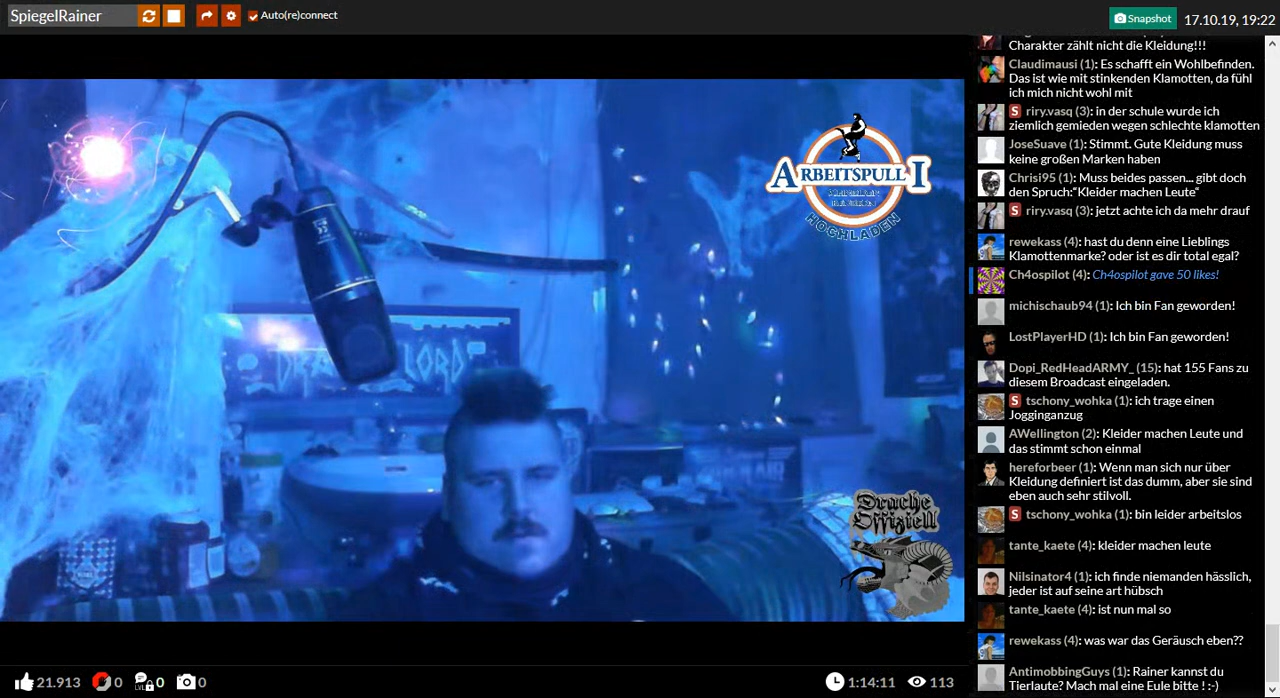 SpiegelRainer
Auto(re)connect
Snapshot
17.10.19, 19:22
ARBEITSPULLI
HOCHLADEN
LORD
Drache
Offiziell
Charakter zählt nicht die Kleidung!!!
Claudimausi (1): Es schafft ein Wohlbefinden.
Das ist wie mit stinkenden Klamotten, da fühl
ich mich nicht wohl mit
S riry.vasq (3): in der schule wurde ich
ziemlich gemieden wegen schlechte klamotten
JoseSuave (1): Stimmt. Gute Kleidung muss
keine großen Marken haben
Chrisi95 (1): Muss beides passen... gibt doch
den Spruch:“Kleider machen Leute“
S riry.vasq (3): jetzt achte ich da mehr drauf
rewekass (4): hast du denn eine Lieblings
Klamottenmarke? oder ist es dir total egal?
Ch4ospilot (4): Ch4ospilot gave 50 likes!
michischaub94 (1): Ich bin Fan geworden!
LostPlayerHD (1): Ich bin Fan geworden!
Dopi_RedHeadARMY_ (15): hat 155 Fans zu
diesem Broadcast eingeladen.
S tschony_wohka (1): ich trage einen
Jogginganzug
AWellington (2): Kleider machen Leute und
das stimmt schon einmal
hereforbeer (1): Wenn man sich nur über
Kleidung definiert ist das dumm, aber sie sind
eben auch sehr stilvoll.
S tschony_wohka (1): bin leider arbeitslos
tante_kaete (4): kleider machen leute
Nilsinator4 (1): ich finde niemanden hässlich,
jeder ist auf seine art hübsch
tante_kaete (4): ist nun mal so
rewekass (4): was war das Geräusch eben??
AntimobbingGuys (1): Rainer kannst du
Tierlaute? Mach mal eine Eule bitte ! :-)
21.913
0
LVL
0
0
1:14:11
113